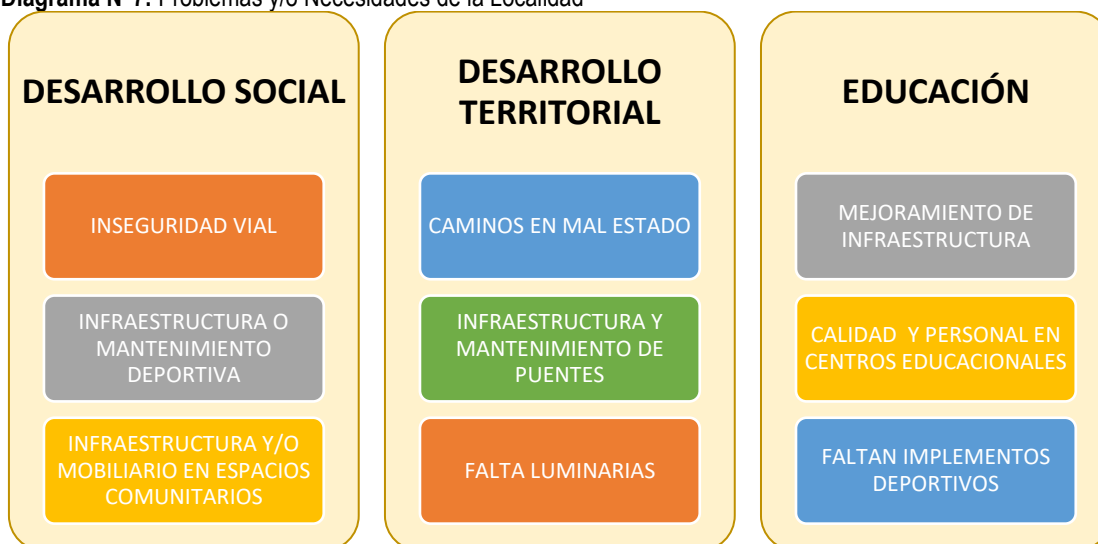 Diagrama N°7: Problemas y/o Necesidades de la Localidad
DESARROLLO SOCIAL
INSEGURIDAD VIAL
INFRAESTRUCTURA O
MANTENIMIENTO
DEPORTIVA
INFRAESTRUCTURA Y/O
MOBILIARIO EN ESPACIOS
COMUNITARIOS
DESARROLLO
TERRITORIAL
CAMINOS EN MAL ESTADO
INFRAESTRUCTURA Y
MANTENIMIENTO DE
PUENTES
FALTA LUMINARIAS
EDUCACIÓN
MEJORAMIENTO DE
INFRAESTRUCTURA
CALIDAD Y PERSONAL EN
CENTROS EDUCACIONALES
FALTAN IMPLEMENTOS
DEPORTIVOS